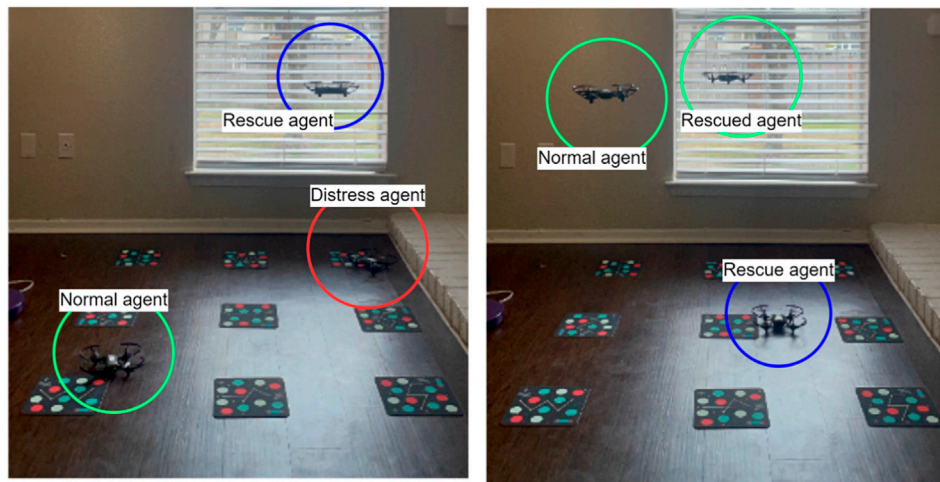 Rescue agent
Distress agent
Normal agent
Normal agent
Rescued agent
Rescue agent